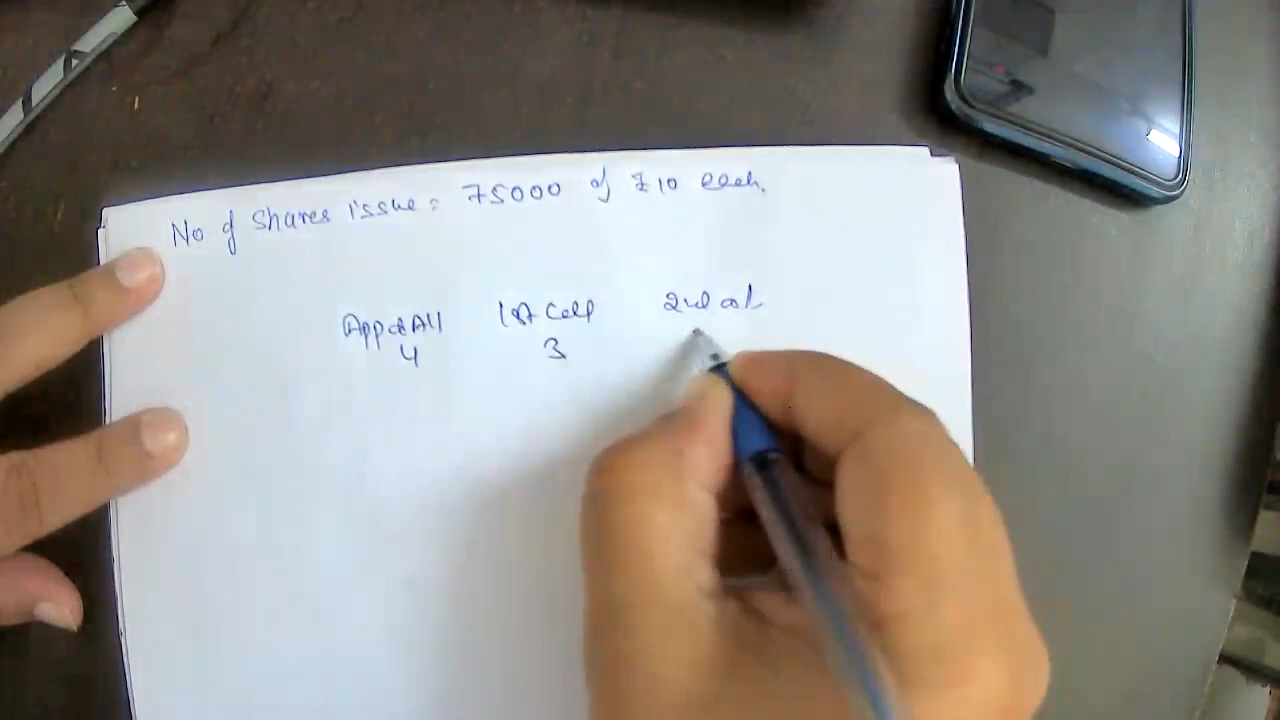 No of shares issue = 75000 of ₹10 each.
App & All 1st Call 2nd cal
4 3